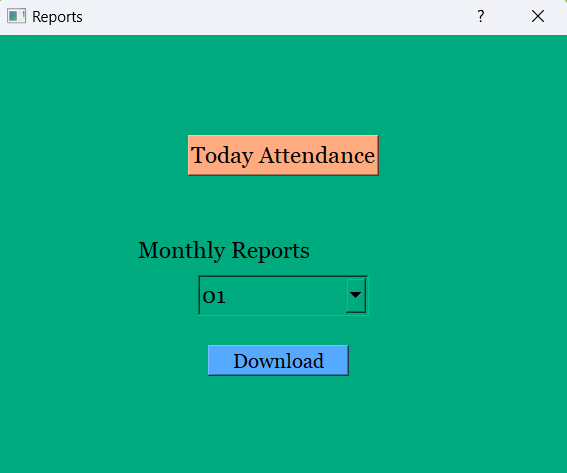 Reports
?
Today Attendance
Monthly Reports
01
Download